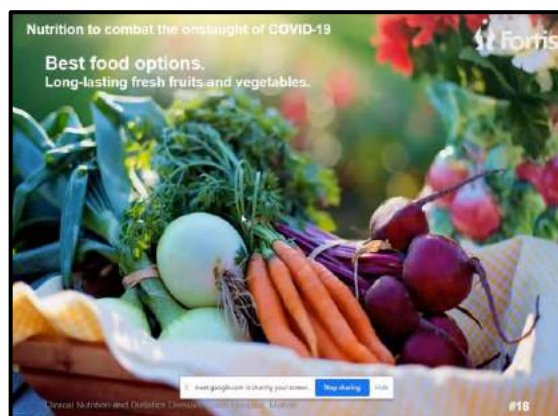 Nutrition to combat the onslaught of COVID-19
Fortis
Best food options.
Long-lasting fresh fruits and vegetables.
meet.google.com is sharing your screen.
Stop sharing
Hide
Clinical Nutrition and Dietetics
#18